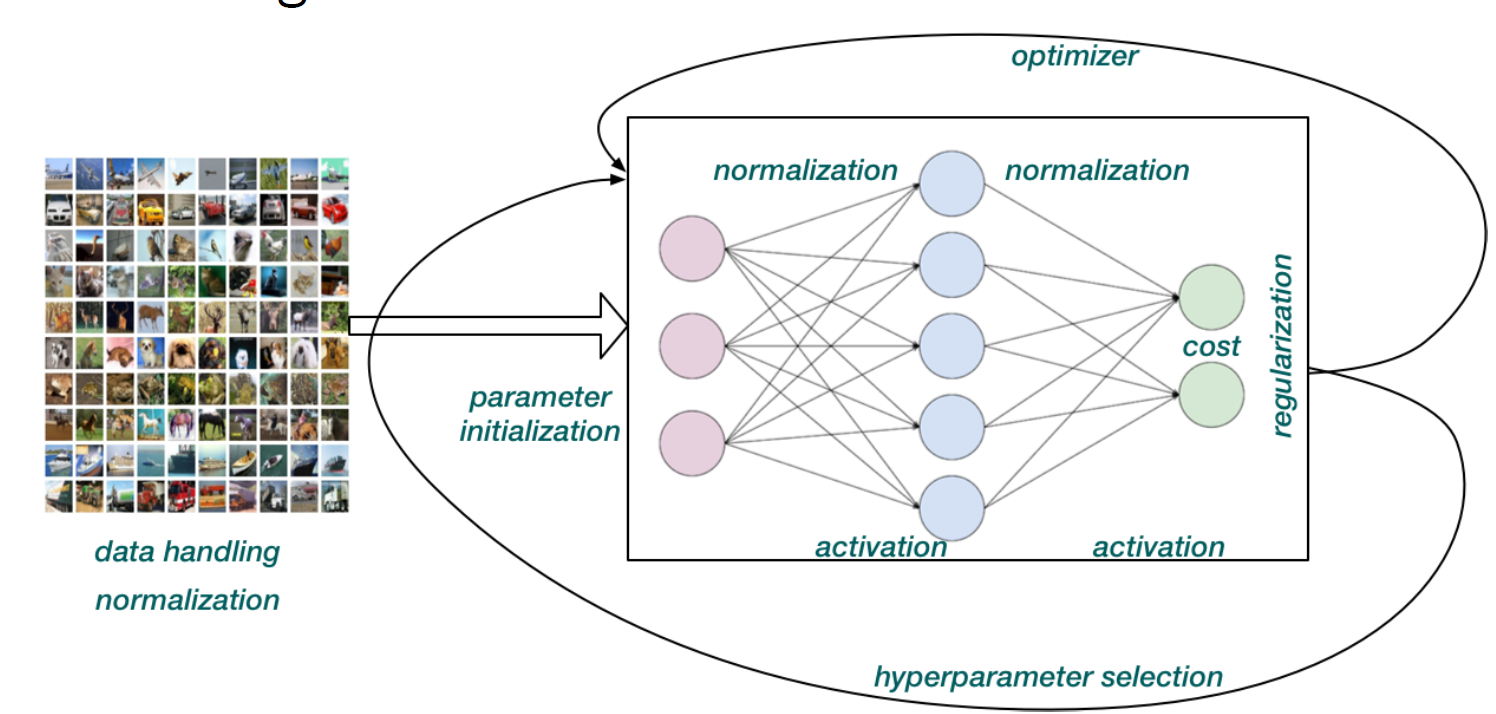 optimizer
normalization
normalization
regularization
cost
parameter
initialization
activation
activation
data handling
normalization
hyperparameter selection